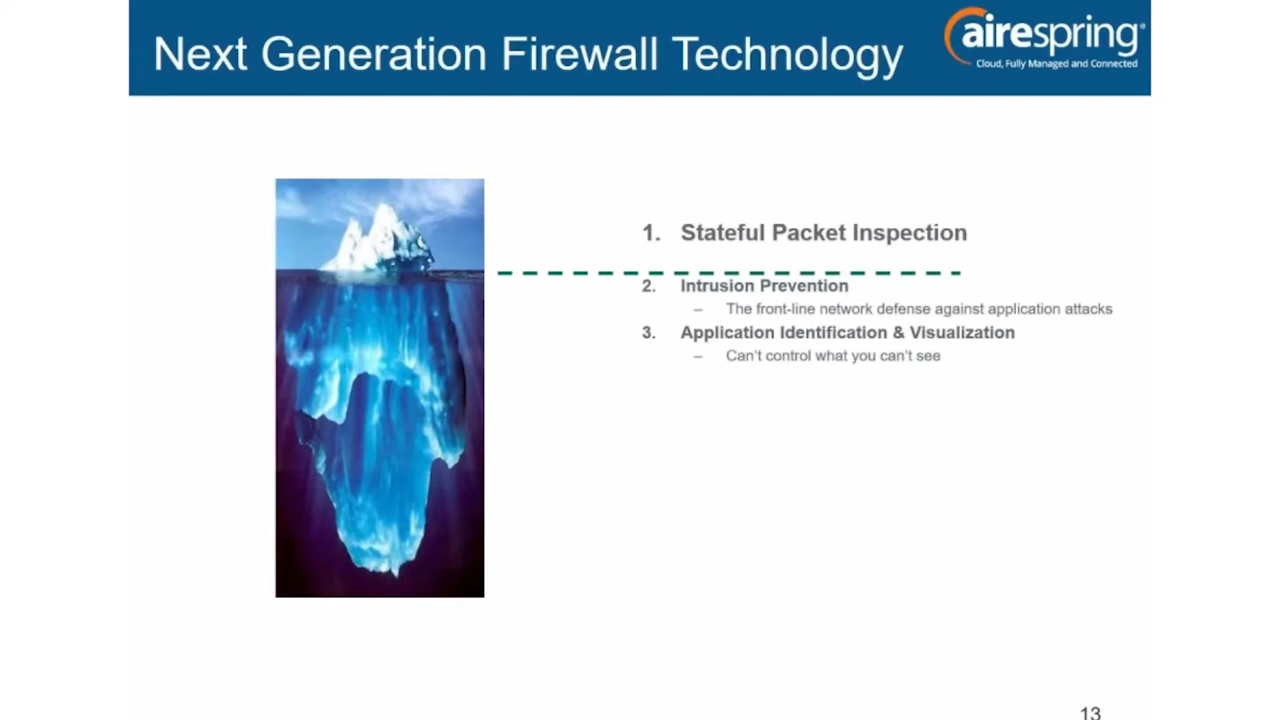 Next Generation Firewall Technology
airespring®
Cloud, Fully Managed and Connected
1. Stateful Packet Inspection
2. Intrusion Prevention
– The front-line network defense against application attacks
3. Application Identification & Visualization
– Can't control what you can't see
13